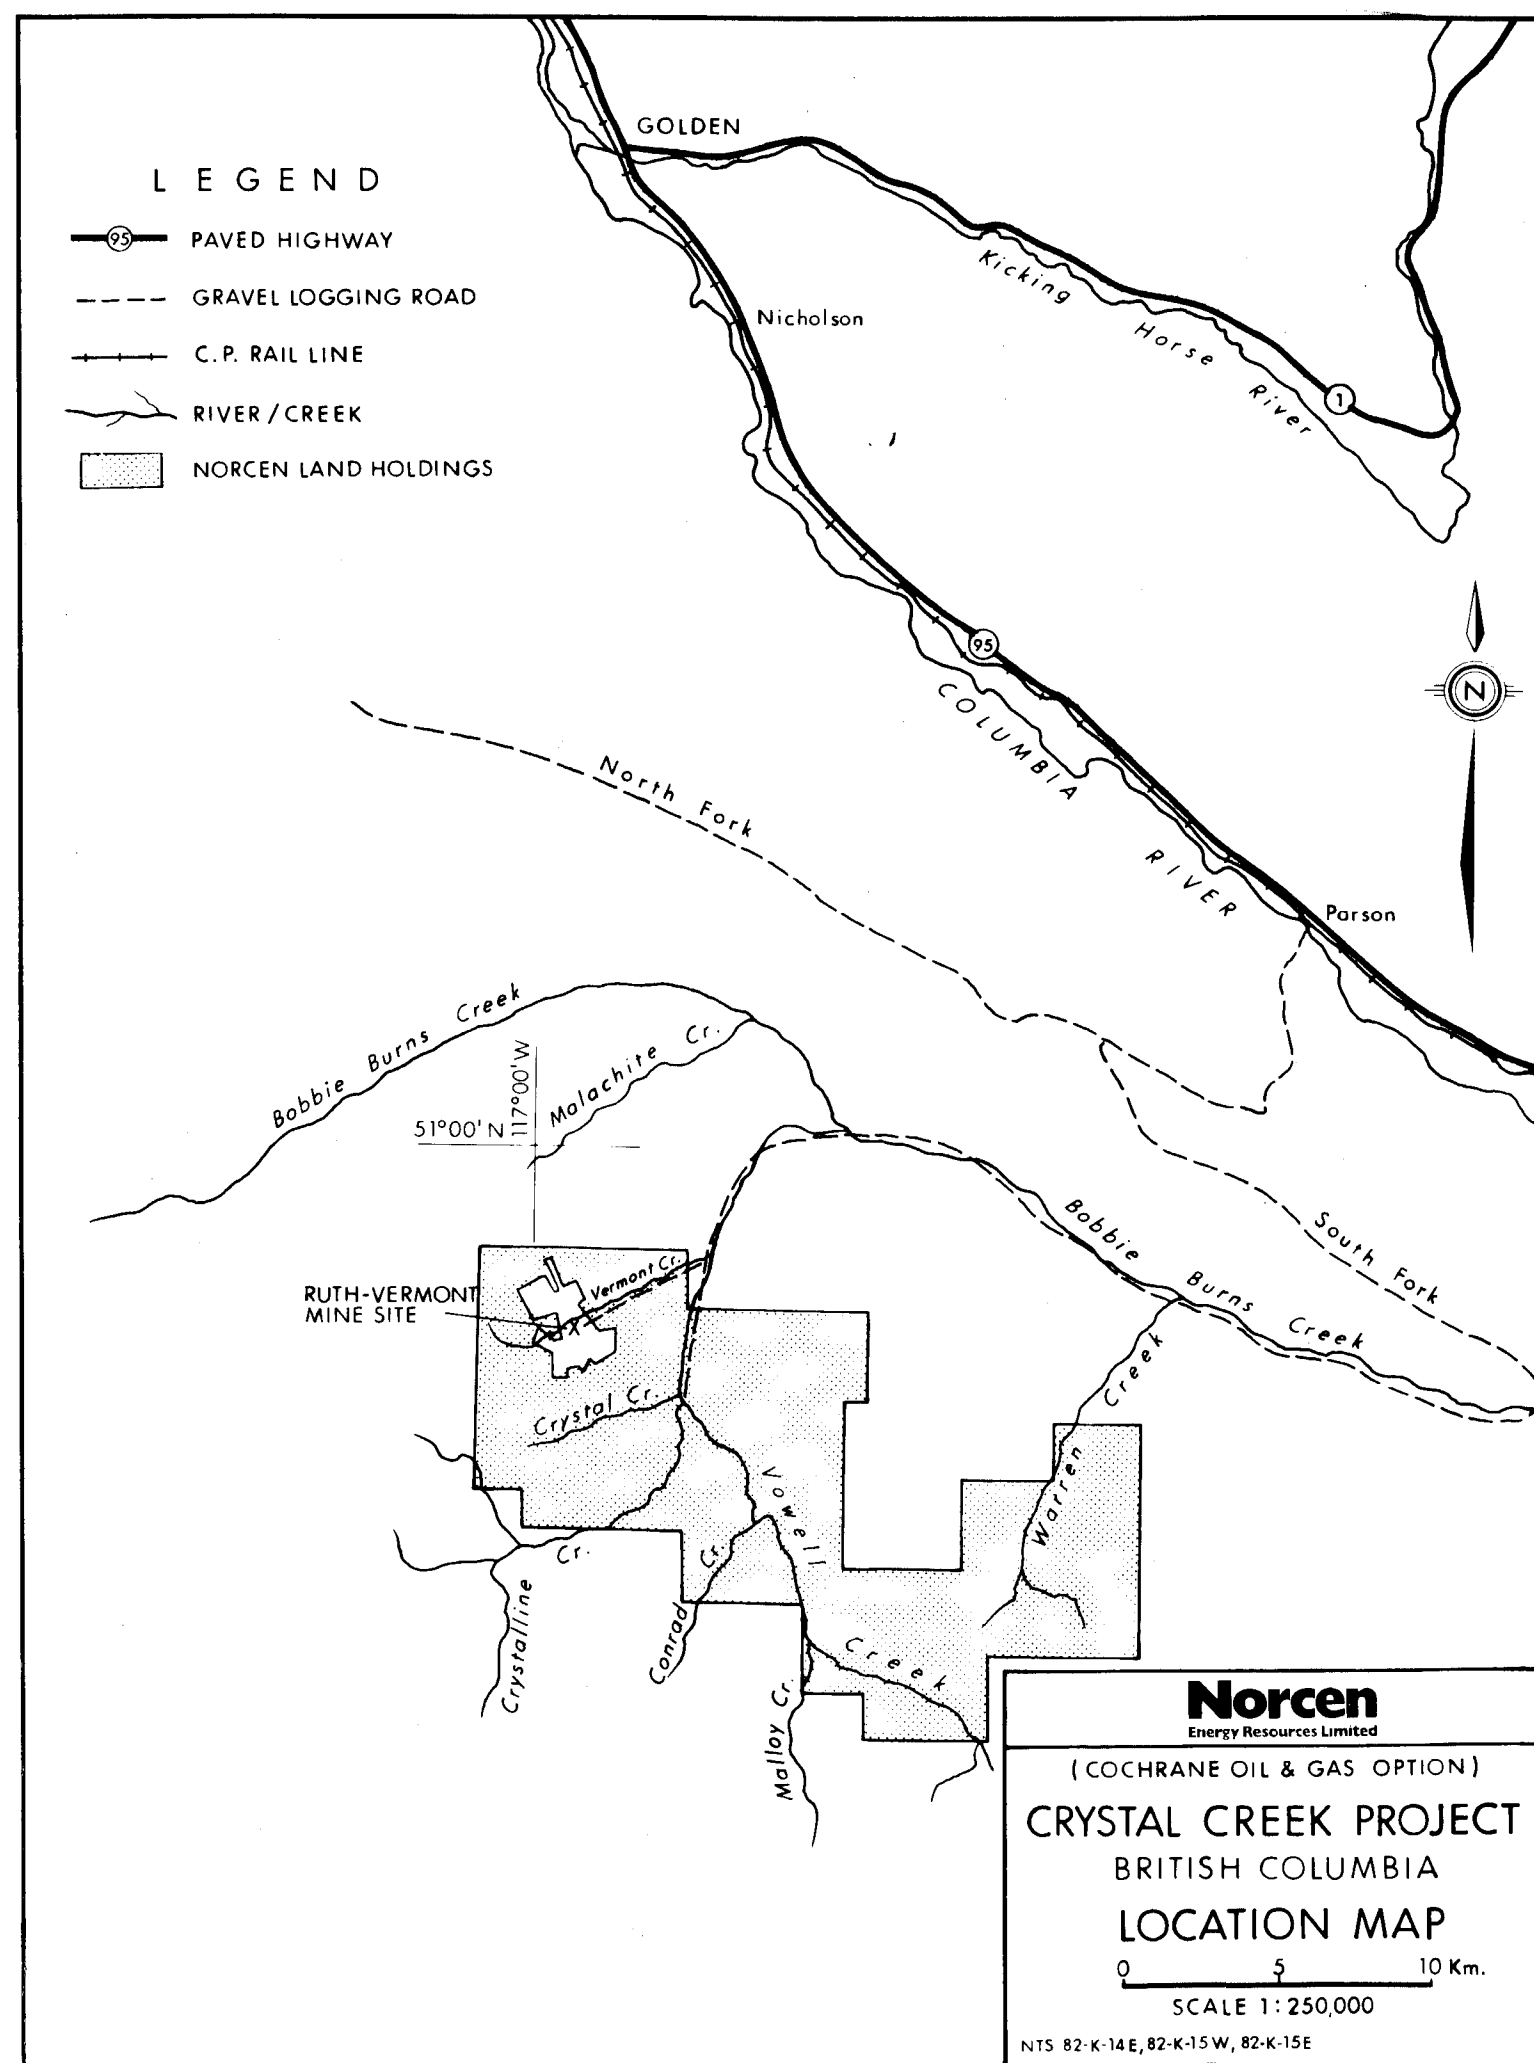 GOLDEN
LEGEND
95 PAVED HIGHWAY
GRAVEL LOGGING ROAD
C.P. RAIL LINE
RIVER/CREEK
NORCEN LAND HOLDINGS
Kicking Horse River
Nicholson
1
95
N
COLUMBIA RIVER
North Fork
Parson
Bobbie Burns Creek
Malachite Cr.
117°00'W
51°00'N
South Fork
Bobbie Burns Creek
RUTH-VERMONT
MINE SITE
Vermont Cr.
X
Crystal Cr.
Vowell Creek
Warren Creek
Crystalline Cr.
Conrad Cr.
Malloy Cr.
Norcen
Energy Resources Limited
(COCHRANE OIL & GAS OPTION)
CRYSTAL CREEK PROJECT
BRITISH COLUMBIA
LOCATION MAP
0 5 10 Km.
SCALE 1:250,000
NTS 82-K-14E, 82-K-15W, 82-K-15E